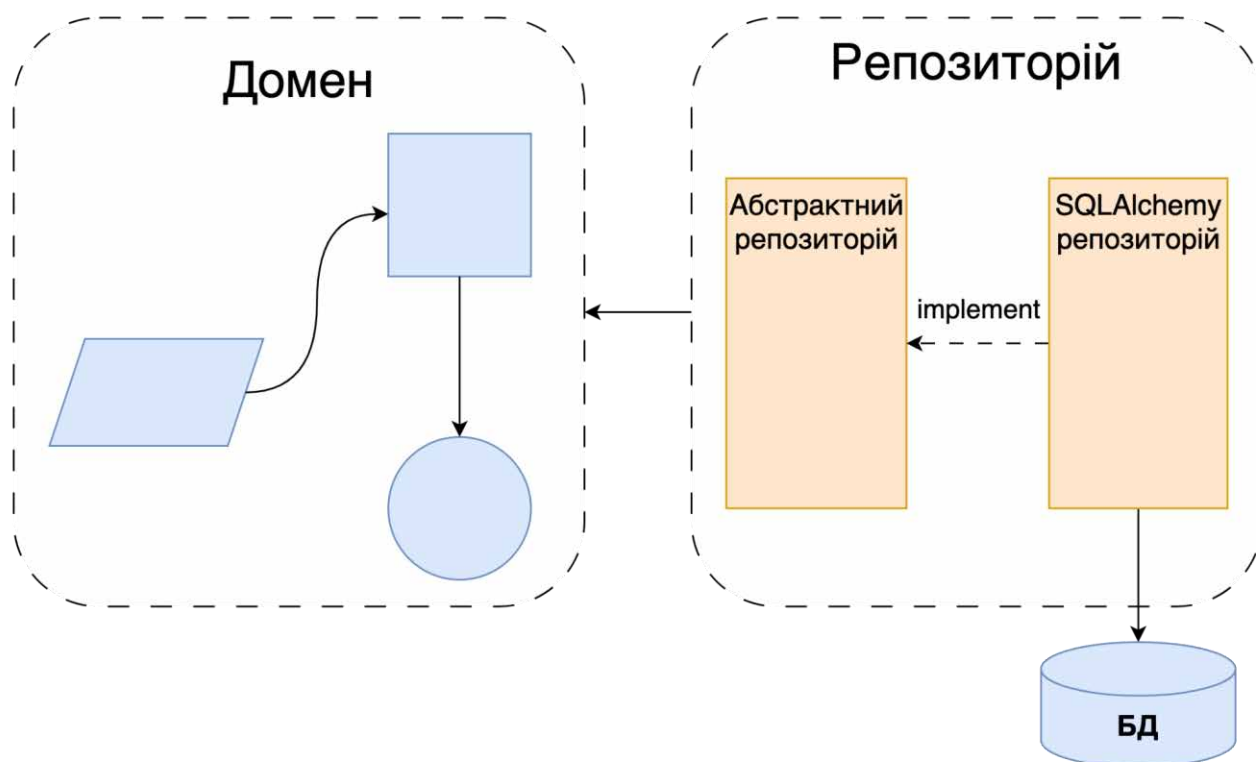 Домен
Репозиторій
Абстрактний
репозиторій
SQLAlchemy
репозиторій
implement
БД